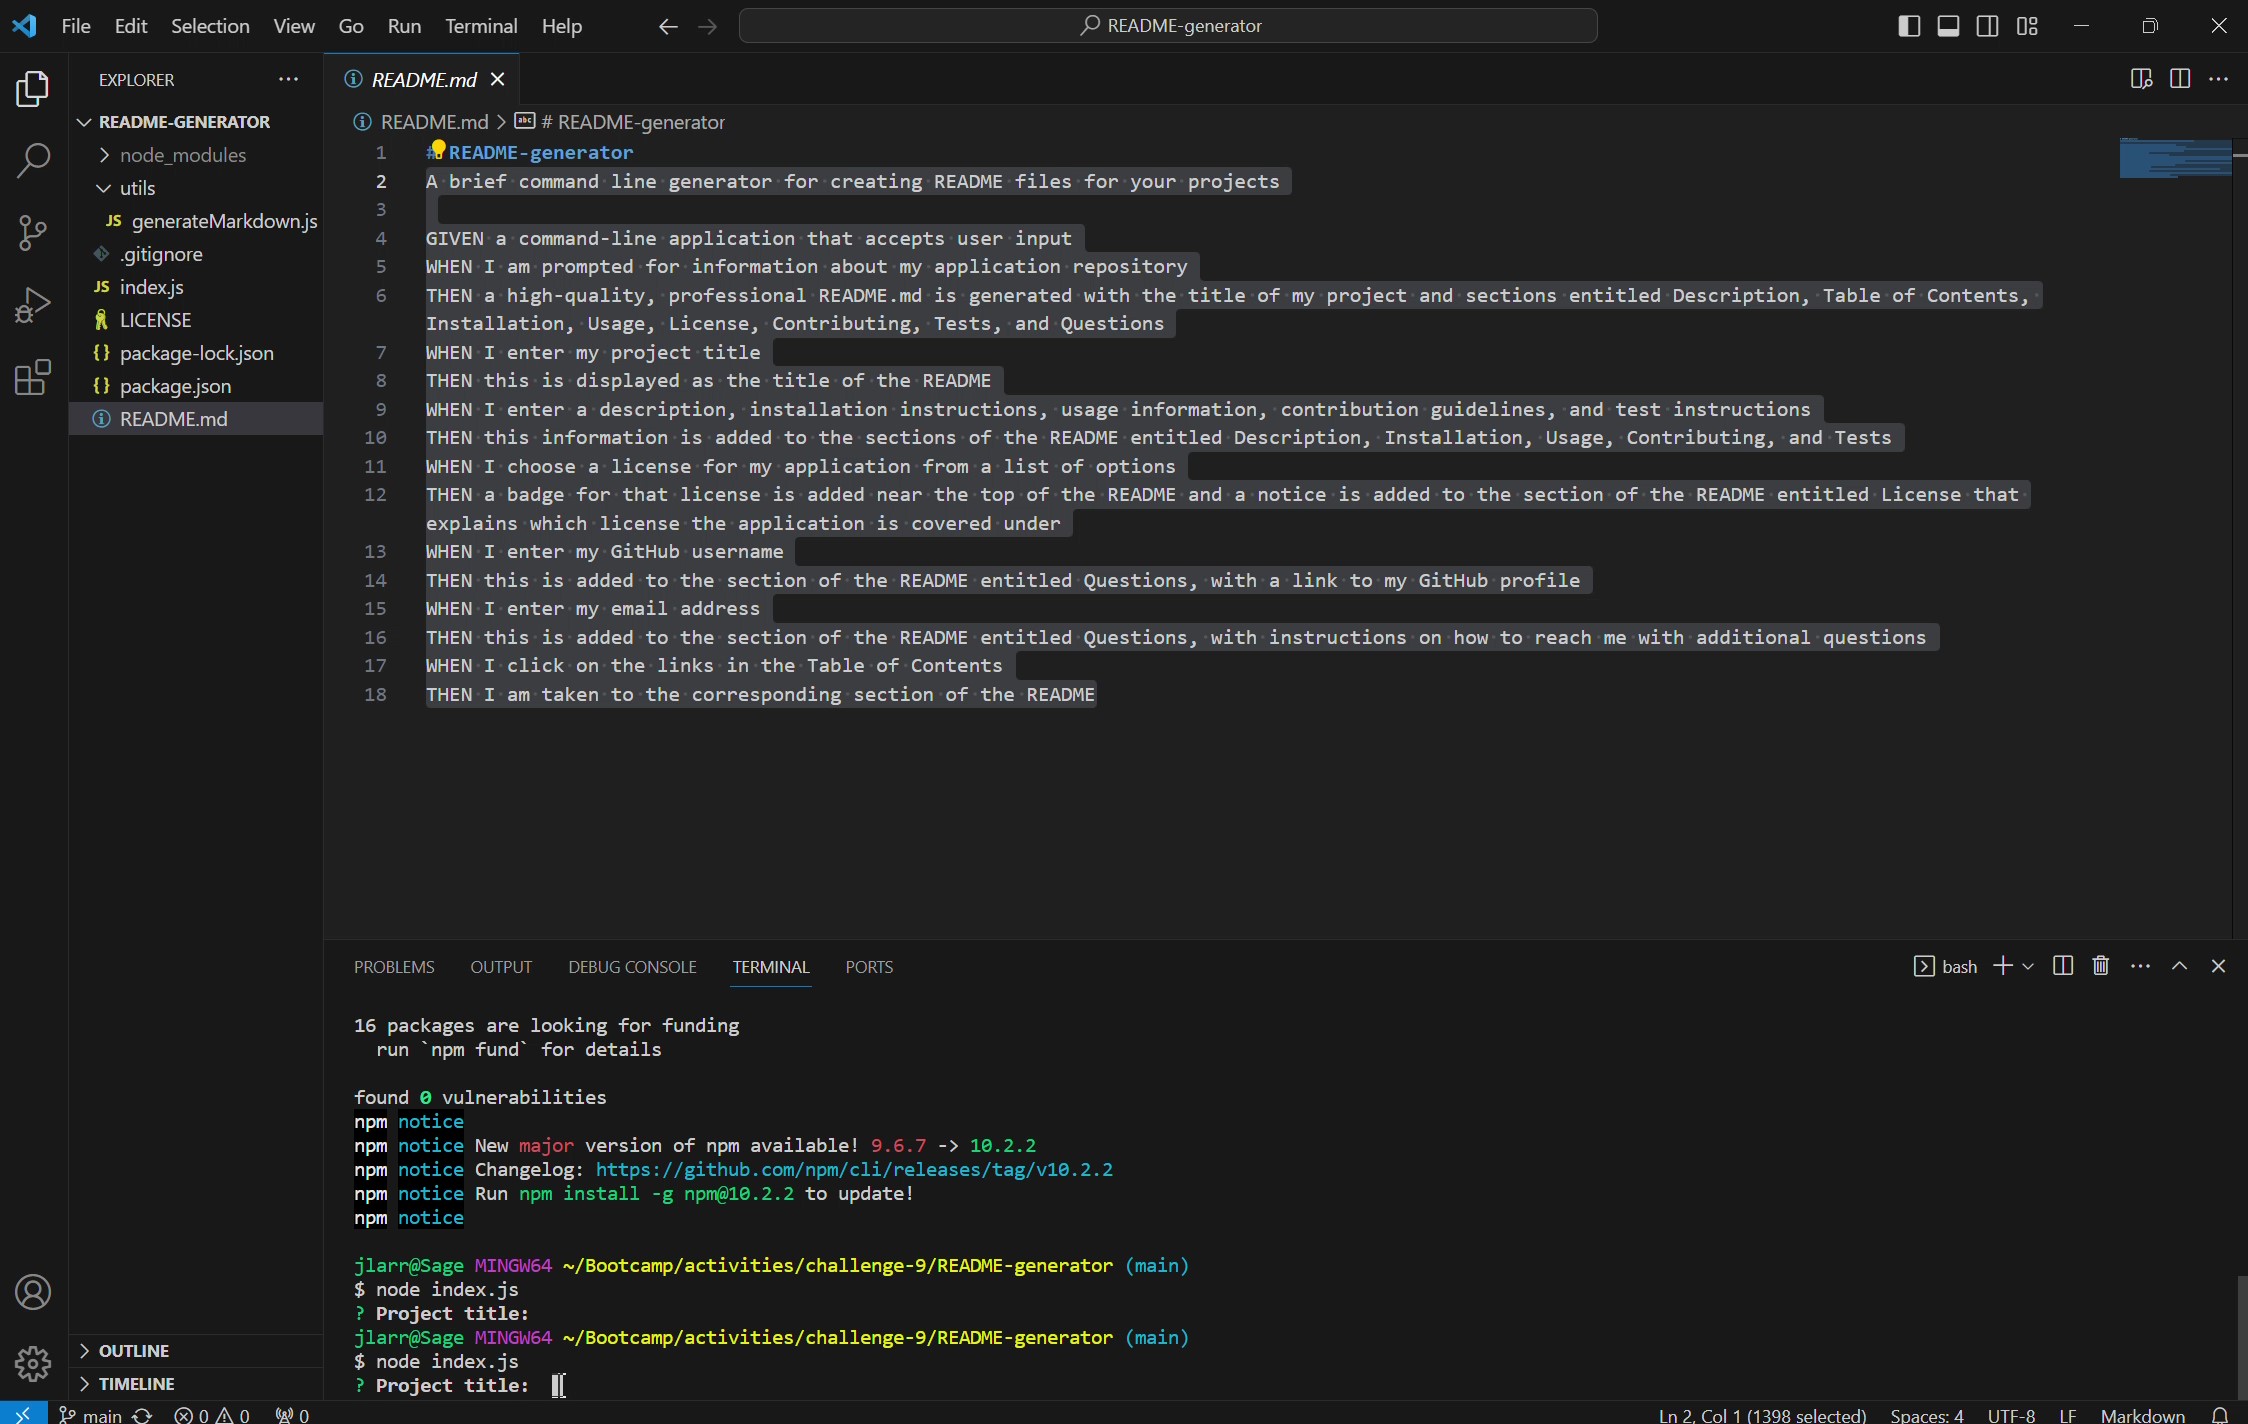 File Edit Selection View Go Run Terminal Help README-generator
EXPLORER
README-GENERATOR
node_modules
utils
JS generateMarkdown.js
.gitignore
JS index.js
LICENSE
{} package-lock.json
{} package.json
README.md
OUTLINE
TIMELINE
README.md
README.md > # README-generator
1 # README-generator
2 A brief command line generator for creating README files for your projects
3
4 GIVEN a command-line application that accepts user input
5 WHEN I am prompted for information about my application repository
6 THEN a high-quality, professional README.md is generated with the title of my project and sections entitled Description, Table of Contents,
Installation, Usage, License, Contributing, Tests, and Questions
7 WHEN I enter my project title
8 THEN this is displayed as the title of the README
9 WHEN I enter a description, installation instructions, usage information, contribution guidelines, and test instructions
10 THEN this information is added to the sections of the README entitled Description, Installation, Usage, Contributing, and Tests
11 WHEN I choose a license for my application from a list of options
12 THEN a badge for that license is added near the top of the README and a notice is added to the section of the README entitled License that
explains which license the application is covered under
13 WHEN I enter my GitHub username
14 THEN this is added to the section of the README entitled Questions, with a link to my GitHub profile
15 WHEN I enter my email address
16 THEN this is added to the section of the README entitled Questions, with instructions on how to reach me with additional questions
17 WHEN I click on the links in the Table of Contents
18 THEN I am taken to the corresponding section of the README
PROBLEMS OUTPUT DEBUG CONSOLE TERMINAL PORTS bash
16 packages are looking for funding
run `npm fund` for details
found 0 vulnerabilities
npm notice
npm notice New major version of npm available! 9.6.7 -> 10.2.2
npm notice Changelog: https://github.com/npm/cli/releases/tag/v10.2.2
npm notice Run npm install -g npm@10.2.2 to update!
npm notice
jlarr@Sage MINGW64 ~/Bootcamp/activities/challenge-9/README-generator (main)
$ node index.js
? Project title:
jlarr@Sage MINGW64 ~/Bootcamp/activities/challenge-9/README-generator (main)
$ node index.js
? Project title:
main 0 0 0 Ln 2, Col 1 (1398 selected) Spaces: 4 UTF-8 LF Markdown